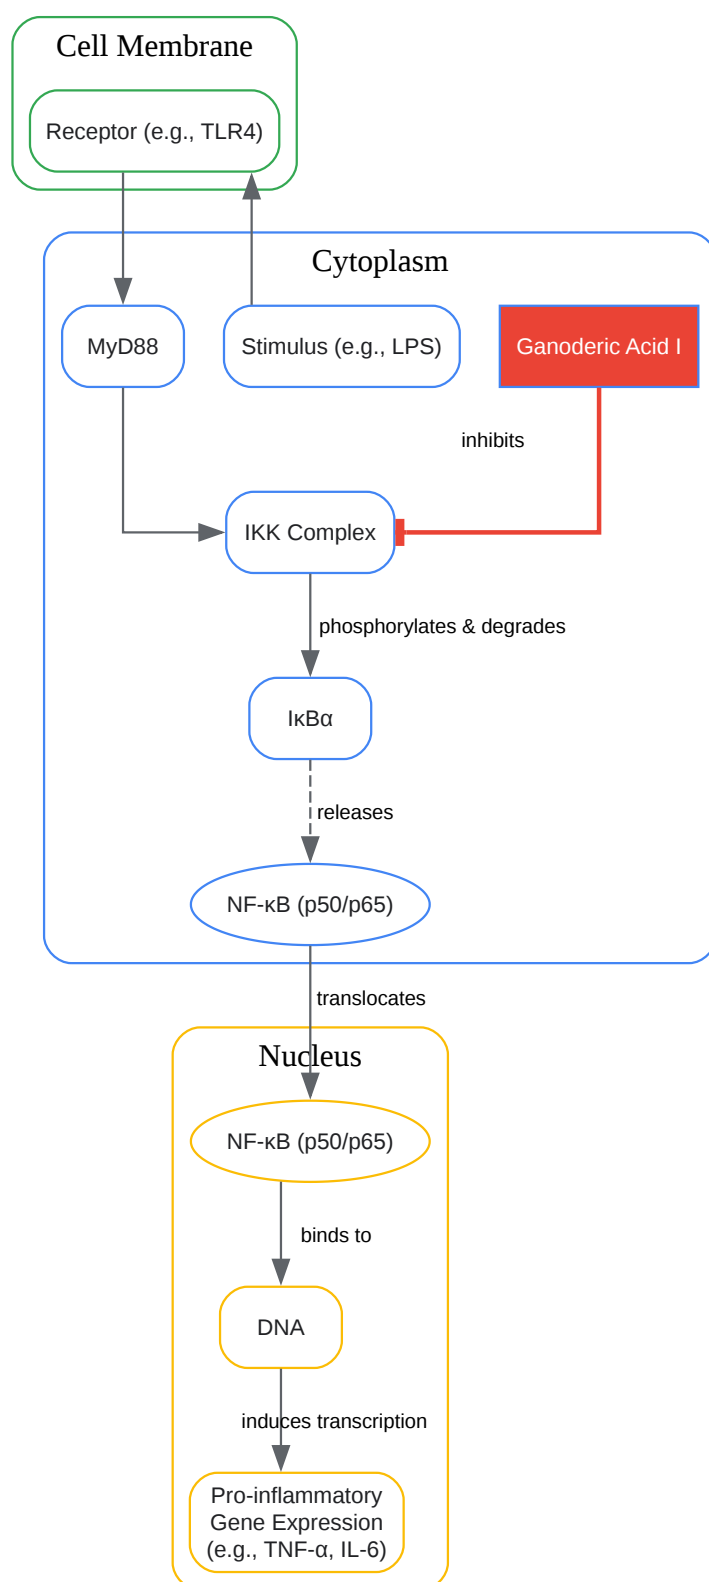 Cell Membrane
Receptor (e.g., TLR4)
Cytoplasm
MyD88
Stimulus (e.g., LPS)
Ganoderic Acid I
inhibits
IKK Complex
phosphorylates & degrades
IκBα
releases
NF-κB (p50/p65)
translocates
Nucleus
NF-κB (p50/p65)
binds to
DNA
induces transcription
Pro-inflammatory
Gene Expression
(e.g., TNF-α, IL-6)